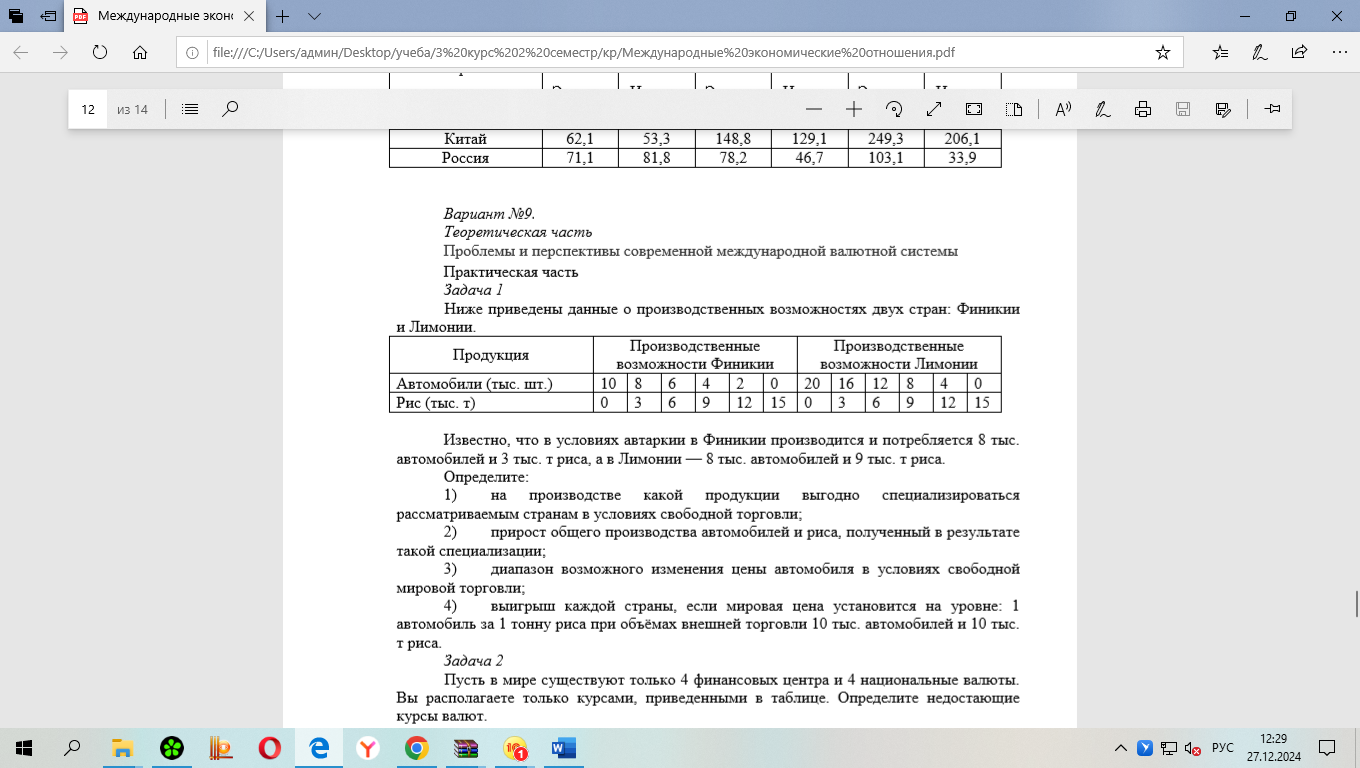 Международные эконо
file:///C:/Users/админ/Desktop/учеба/3%20курс%202%20семестр/кр/Международные%20экономические%20отношения.pdf
12 из 14
Китай 62,1 53,3 148,8 129,1 249,3 206,1
Россия 71,1 81,8 78,2 46,7 103,1 33,9
Вариант №9.
Теоретическая часть
Проблемы и перспективы современной международной валютной системы
Практическая часть
Задача 1
Ниже приведены данные о производственных возможностях двух стран: Финикии
и Лимонии.
Продукция Производственные возможности Финикии Производственные возможности Лимонии
Автомобили (тыс. шт.) 10 8 6 4 2 0 20 16 12 8 4 0
Рис (тыс. т) 0 3 6 9 12 15 0 3 6 9 12 15
Известно, что в условиях автаркии в Финикии производится и потребляется 8 тыс.
автомобилей и 3 тыс. т риса, а в Лимонии — 8 тыс. автомобилей и 9 тыс. т риса.
Определите:
1) на производстве какой продукции выгодно специализироваться
рассматриваемым странам в условиях свободной торговли;
2) прирост общего производства автомобилей и риса, полученный в результате
такой специализации;
3) диапазон возможного изменения цены автомобиля в условиях свободной
мировой торговли;
4) выигрыш каждой страны, если мировая цена установится на уровне: 1
автомобиль за 1 тонну риса при объёмах внешней торговли 10 тыс. автомобилей и 10 тыс.
т риса.
Задача 2
Пусть в мире существуют только 4 финансовых центра и 4 национальные валюты.
Вы располагаете только курсами, приведенными в таблице. Определите недостающие
курсы валют.
РУС
12:29
27.12.2024